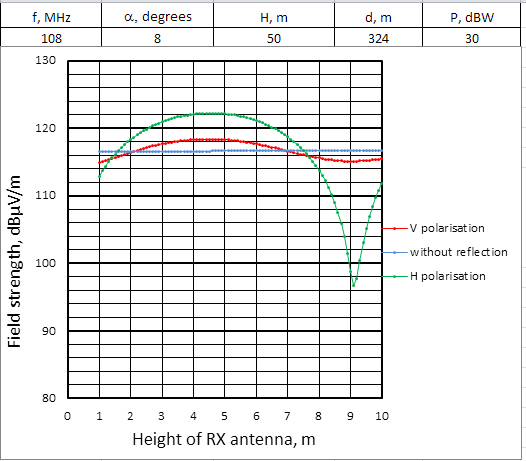 f, MHz α, degrees H, m d, m P, dBW
108 8 50 324 30
130
120
110
100
90
80
0 1 2 3 4 5 6 7 8 9 10
Field strength, dBµV/m
Height of RX antenna, m
V polarisation
without reflection
H polarisation